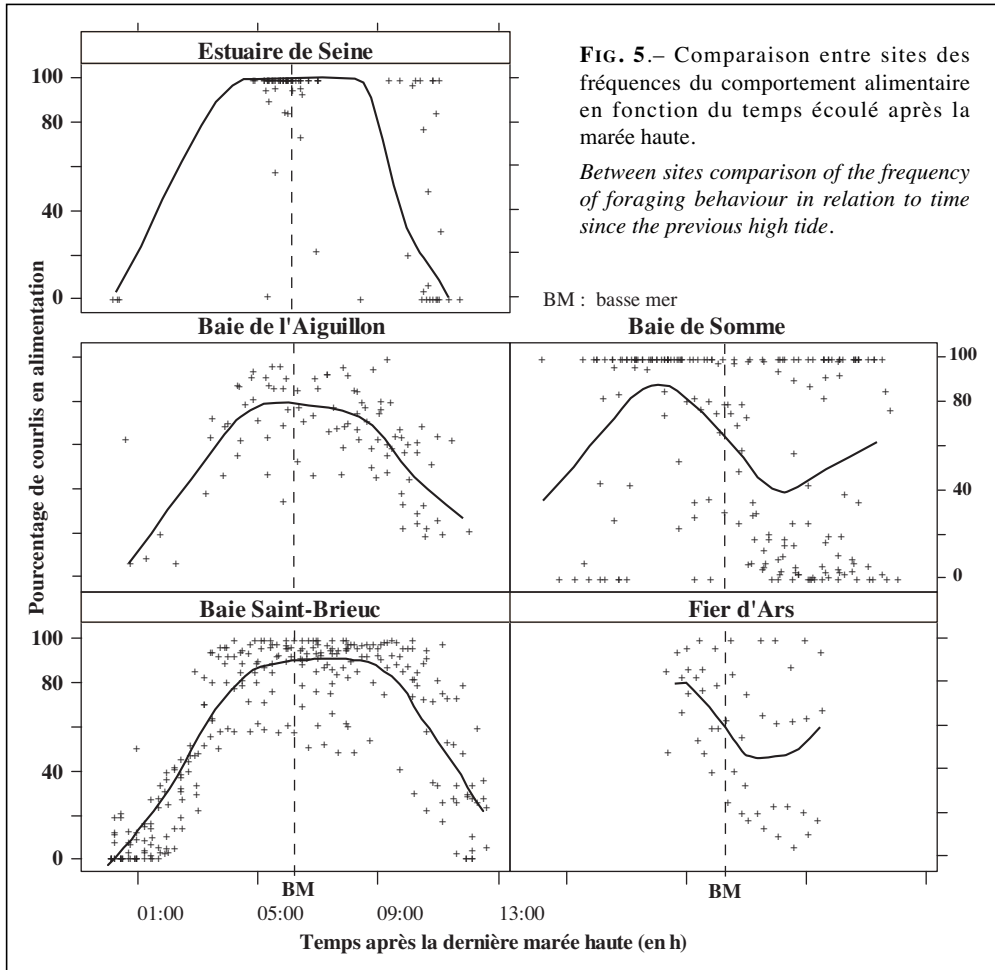 Estuaire de Seine
FIG. 5.– Comparaison entre sites des
fréquences du comportement alimentaire
en fonction du temps écoulé après la
marée haute.
Between sites comparison of the frequency
of foraging behaviour in relation to time
since the previous high tide.
BM : basse mer
100
80
40
0
Baie de l'Aiguillon
Baie de Somme
100
80
40
0
Pourcentage de courlis en alimentation
Baie Saint-Brieuc
Fier d'Ars
100
80
40
0
BM
BM
01:00
05:00
09:00
13:00
Temps après la dernière marée haute (en h)